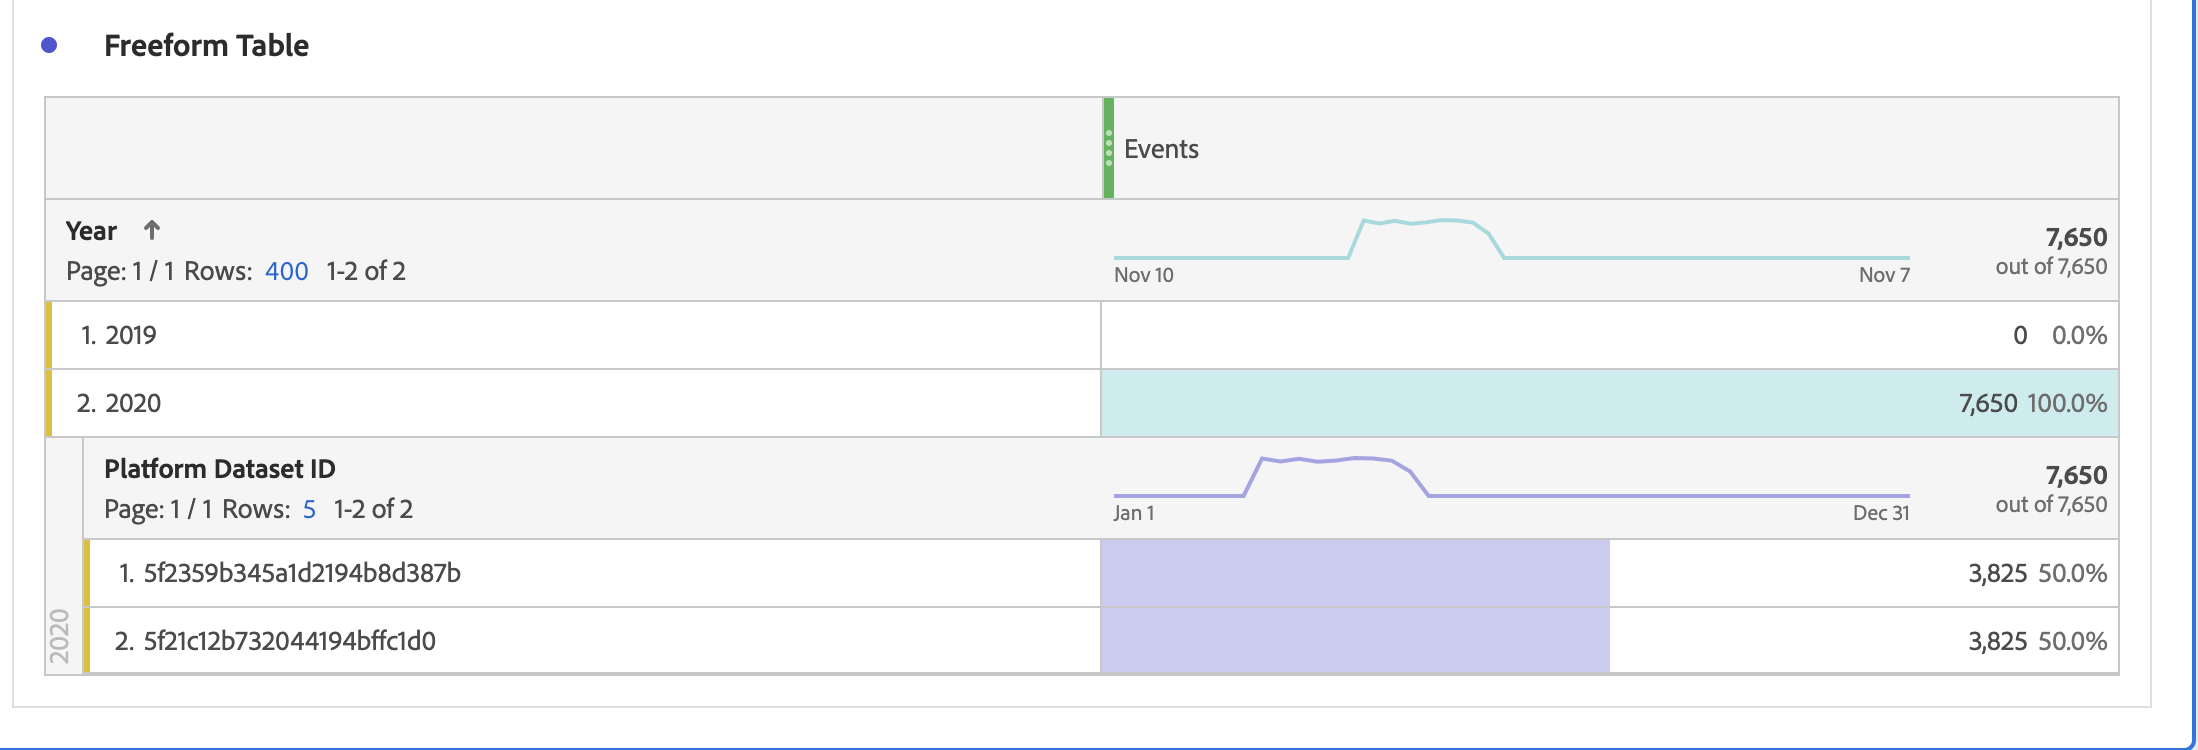 Freeform Table
Events
Year ↑
Page: 1 / 1 Rows: 400 1-2 of 2
Nov 10
Nov 7
7,650
out of 7,650
1. 2019
0 0.0%
2. 2020
7,650 100.0%
2020
Platform Dataset ID
Page: 1 / 1 Rows: 5 1-2 of 2
Jan 1
Dec 31
7,650
out of 7,650
1. 5f2359b345a1d2194b8d387b
3,825 50.0%
2. 5f21c12b732044194bffc1d0
3,825 50.0%